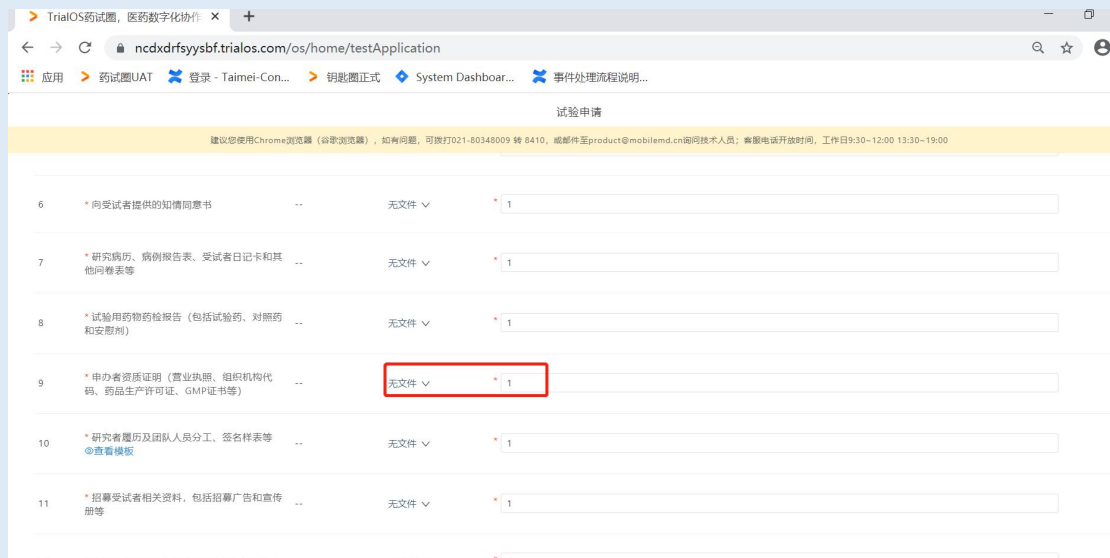 TrialOS药试圈，医药数字化协作
ncdxdrfsyysbf.trialos.com/os/home/testApplication
应用 药试圈UAT 登录 - Taimei-Con... 钥匙圈正式 System Dashboar... 事件处理流程说明...
试验申请
建议您使用Chrome浏览器（谷歌浏览器），如有问题，可拨打021-80348009 转 8410，或邮件至product@mobilemd.cn询问技术人员；客服电话开放时间，工作日9:30~12:00 13:30~19:00
6 * 向受试者提供的知情同意书 -- 无文件 * 1
7 * 研究病历、病例报告表、受试者日记卡和其他问卷表等 -- 无文件 * 1
8 * 试验用药物药检报告（包括试验药、对照药和安慰剂） -- 无文件 * 1
9 * 申办者资质证明（营业执照、组织机构代码、药品生产许可证、GMP证书等） -- 无文件 * 1
10 * 研究者履历及团队人员分工、签名样表等 -- 无文件 * 1
查看模板
11 * 招募受试者相关资料，包括招募广告和宣传册等 -- 无文件 * 1